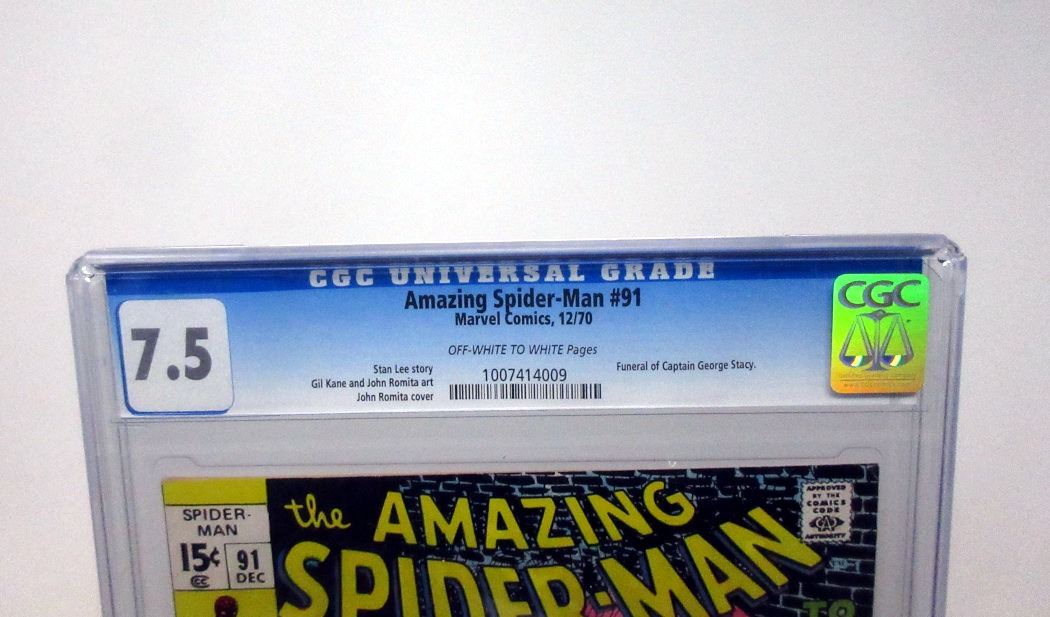 CGC UNIVERSAL GRADE
Amazing Spider-Man #91
Marvel Comics, 12/70
7.5
OFF-WHITE TO WHITE Pages
Stan Lee story
Gil Kane and John Romita art
John Romita cover
1007414009
Funeral of Captain George Stacy.
CGC
SPIDER-
MAN
15¢
CC
91
DEC
the AMAZING
SPIDER-MAN
APPROVED
BY THE
COMICS
CODE
AUTHORITY
TO